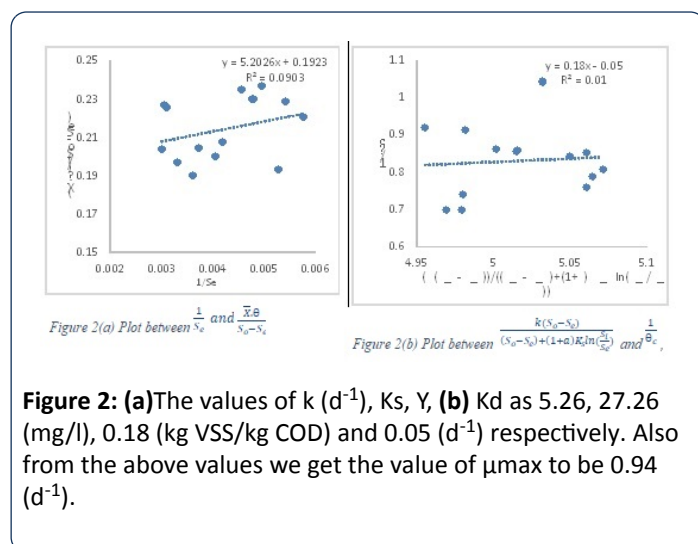 0.25
0.23
0.21
0.19
0.17
0.15
y = 5.2026x + 0.1923
R² = 0.0903
0.002 0.003 0.004 0.005 0.006
1/Se
Figure 2(a) Plot between 1/Se and X̅.θ/So−Se
1.1
1
0.9
0.8
0.7
0.6
y = 0.18x - 0.05
R² = 0.01
4.95 5 5.05 5.1
( ( _ - _ ))/(( _ - _ )+(1+ ) _ ln( _ / _
))
Figure 2(b) Plot between k(So−Se)/(So−Se)+(1+a)Ks ln(Si/Se) and 1/θc,
Figure 2: (a)The values of k (d⁻¹), Ks, Y, (b) Kd as 5.26, 27.26
(mg/l), 0.18 (kg VSS/kg COD) and 0.05 (d⁻¹) respectively. Also
from the above values we get the value of μmax to be 0.94
(d⁻¹).